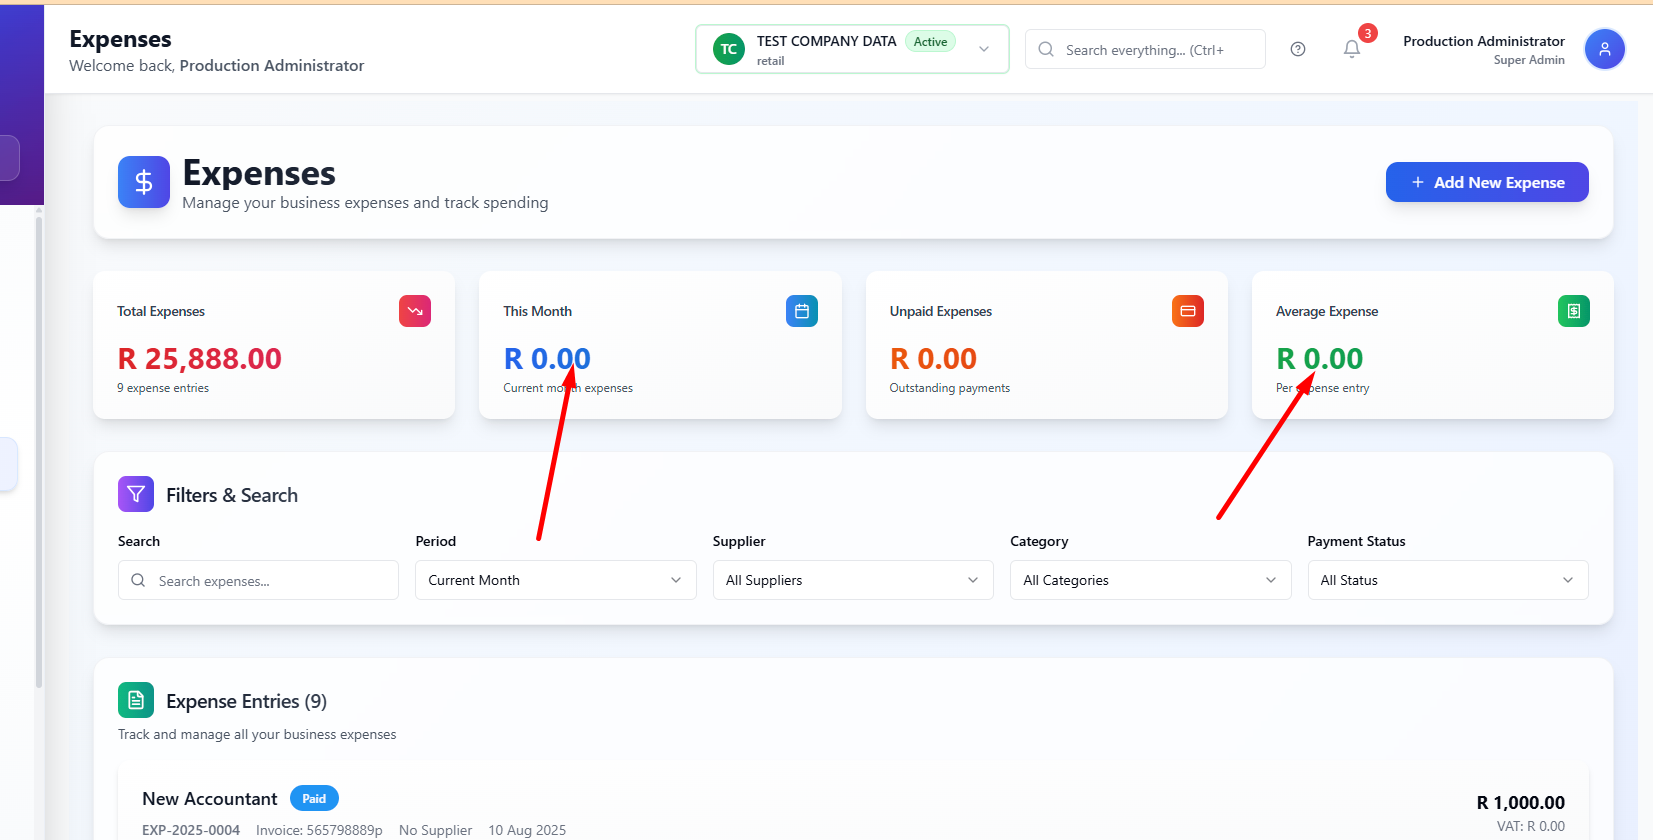 Expenses
Welcome back, Production Administrator
TC
TEST COMPANY DATA
Active
retail
Search everything... (Ctrl+
3
Production Administrator
Super Admin
Expenses
Manage your business expenses and track spending
+ Add New Expense
Total Expenses
R 25,888.00
9 expense entries
This Month
R 0.00
Current month expenses
Unpaid Expenses
R 0.00
Outstanding payments
Average Expense
R 0.00
Per expense entry
Filters & Search
Search
Period
Supplier
Category
Payment Status
Search expenses...
Current Month
All Suppliers
All Categories
All Status
Expense Entries (9)
Track and manage all your business expenses
New Accountant
Paid
R 1,000.00
EXP-2025-0004 Invoice: 565798889p No Supplier 10 Aug 2025
VAT: R 0.00